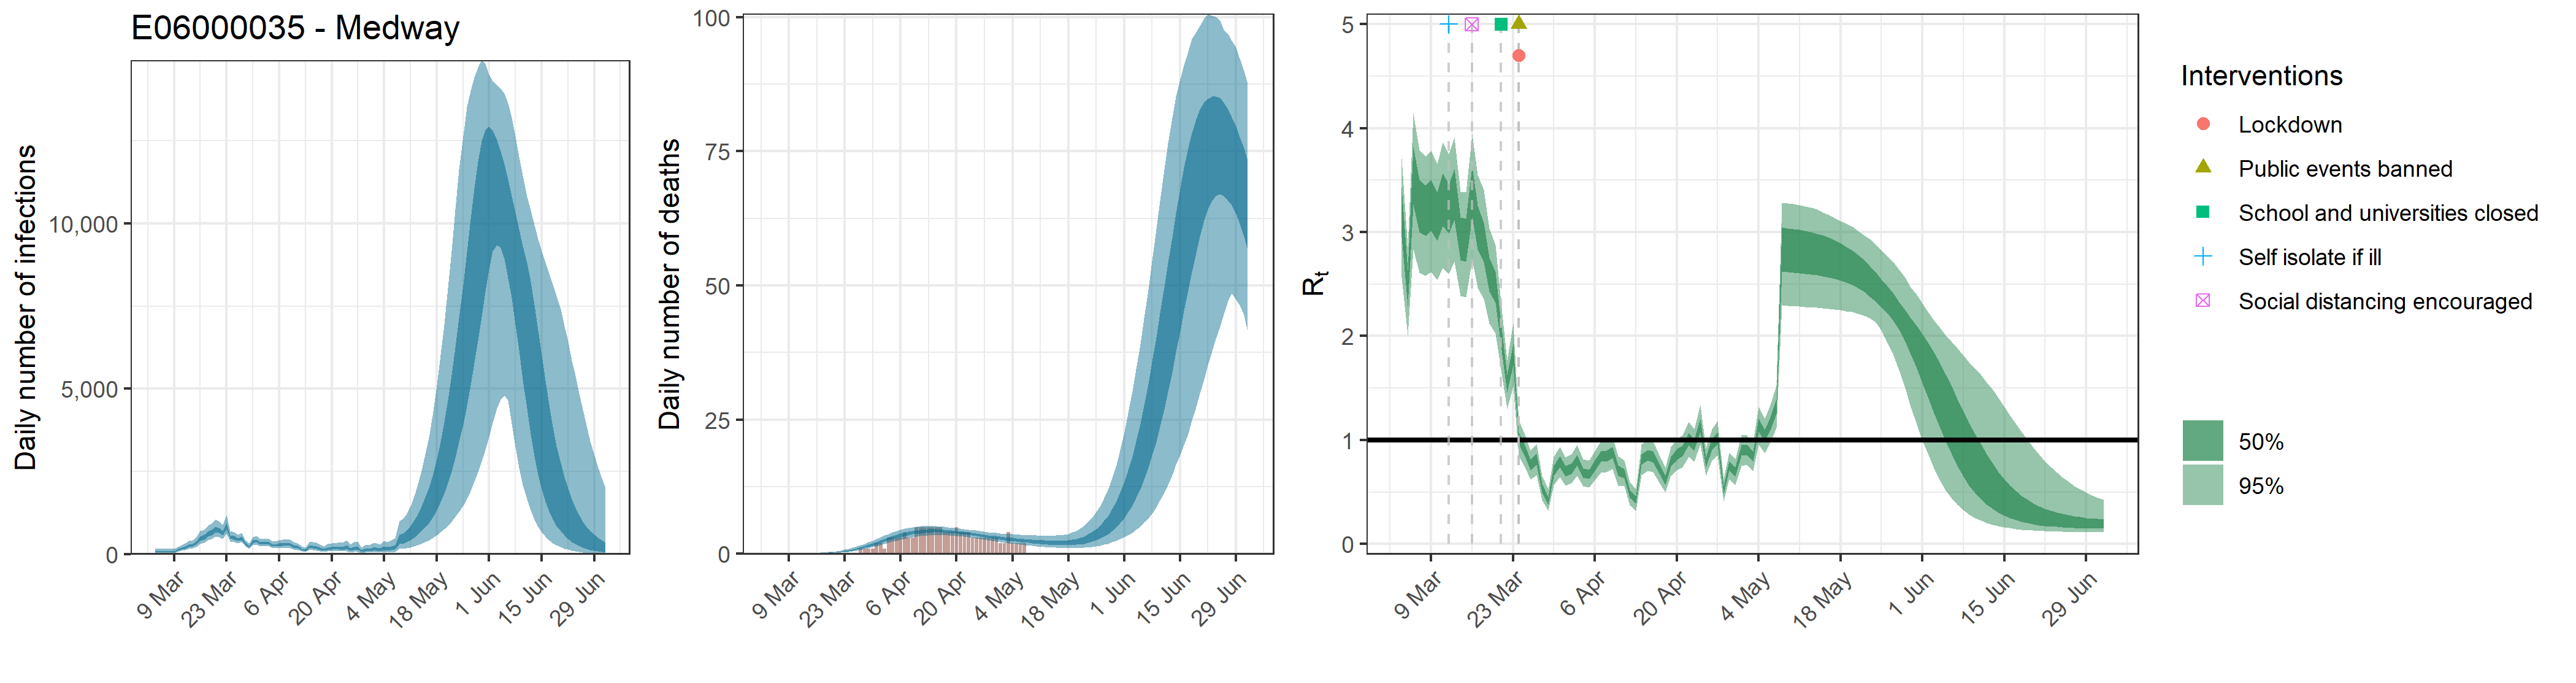 E06000035 - Medway
Daily number of infections
10,000
5,000
0
9 Mar
23 Mar
6 Apr
20 Apr
4 May
18 May
1 Jun
15 Jun
29 Jun
Daily number of deaths
100
75
50
25
0
9 Mar
23 Mar
6 Apr
20 Apr
4 May
18 May
1 Jun
15 Jun
29 Jun
Rt
5
4
3
2
1
0
9 Mar
23 Mar
6 Apr
20 Apr
4 May
18 May
1 Jun
15 Jun
29 Jun
Interventions
Lockdown
Public events banned
School and universities closed
Self isolate if ill
Social distancing encouraged
50%
95%